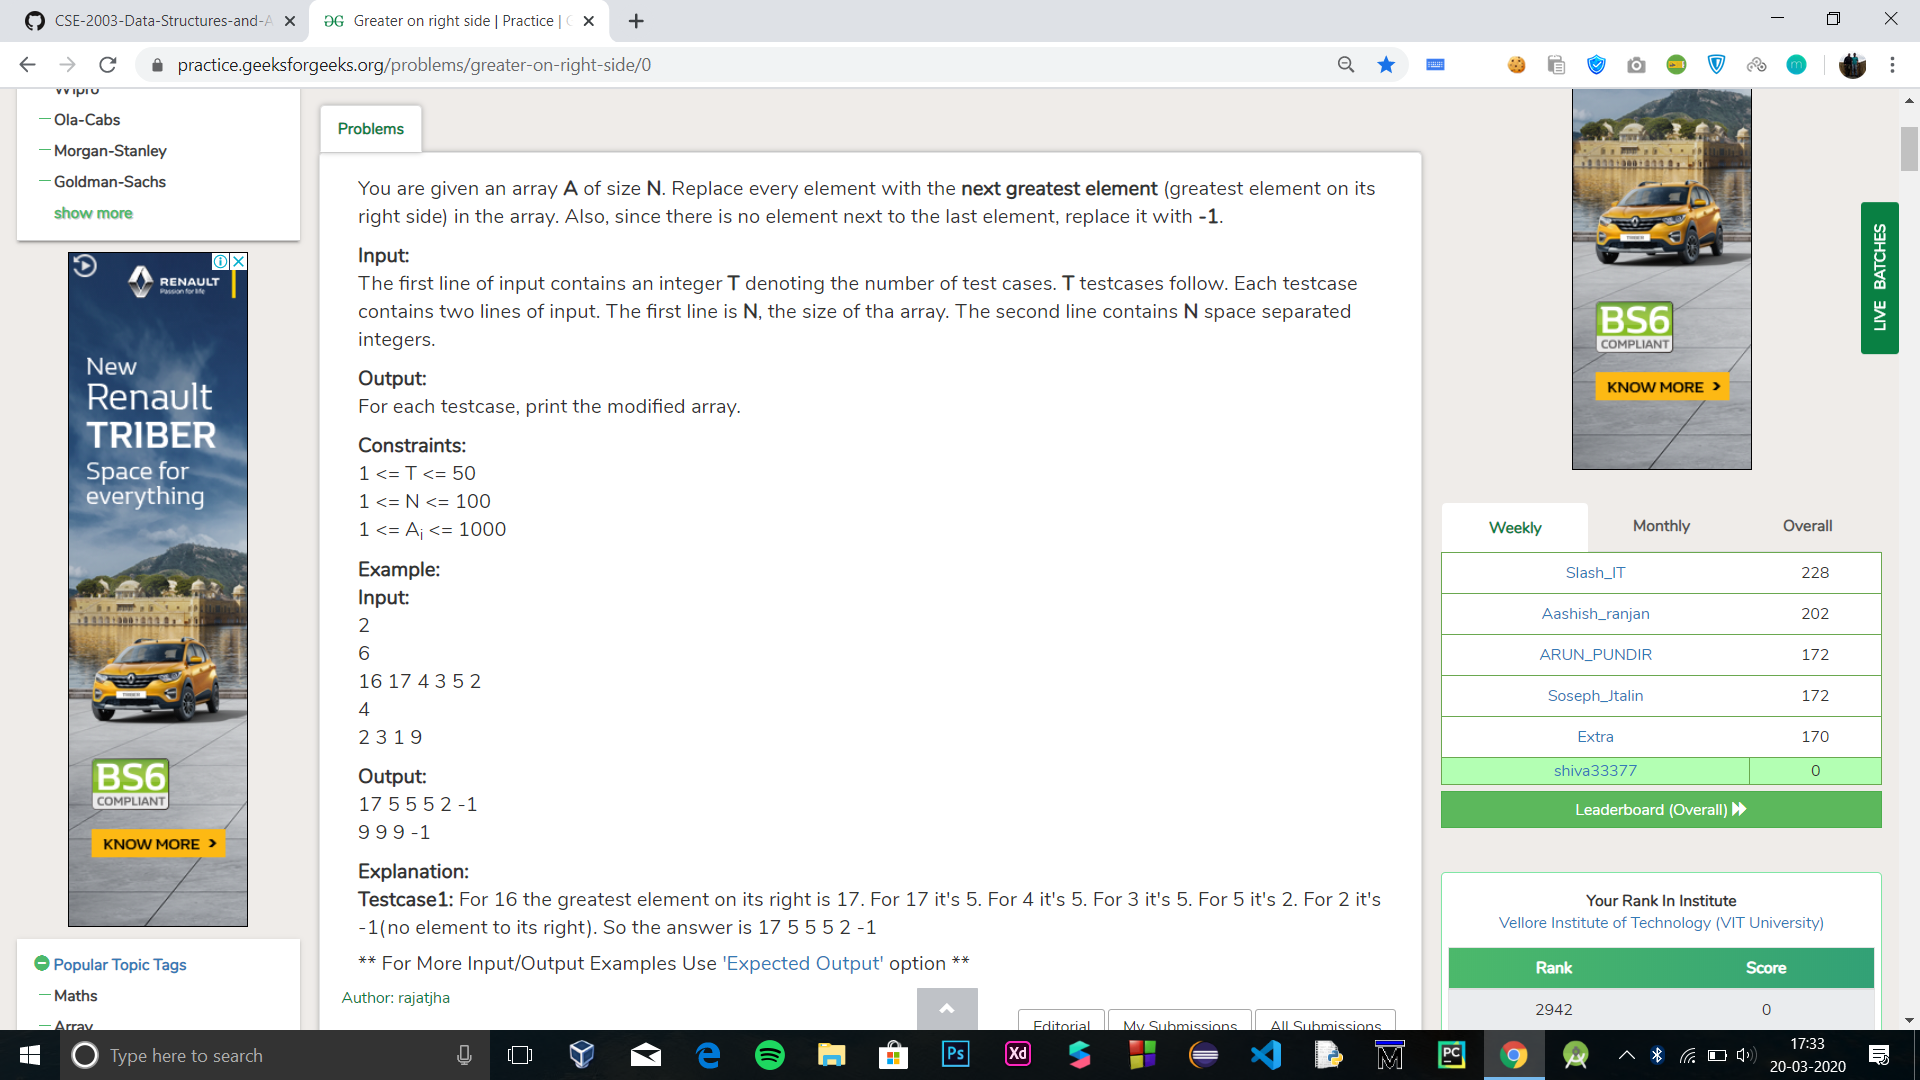 CSE-2003-Data-Structures-and-A
Greater on right side | Practice |
practice.geeksforgeeks.org/problems/greater-on-right-side/0
Wipro
Ola-Cabs
Morgan-Stanley
Goldman-Sachs
show more
RENAULT
Passion for life
New
Renault
TRIBER
Space for
everything
TRIBER
BS6
COMPLIANT
KNOW MORE >
Popular Topic Tags
Maths
Array
Problems
You are given an array A of size N. Replace every element with the next greatest element (greatest element on its
right side) in the array. Also, since there is no element next to the last element, replace it with -1.
Input:
The first line of input contains an integer T denoting the number of test cases. T testcases follow. Each testcase
contains two lines of input. The first line is N, the size of tha array. The second line contains N space separated
integers.
Output:
For each testcase, print the modified array.
Constraints:
1 <= T <= 50
1 <= N <= 100
1 <= Ai <= 1000
Example:
Input:
2
6
16 17 4 3 5 2
4
2 3 1 9
Output:
17 5 5 5 2 -1
9 9 9 -1
Explanation:
Testcase1: For 16 the greatest element on its right is 17. For 17 it's 5. For 4 it's 5. For 3 it's 5. For 5 it's 2. For 2 it's
-1(no element to its right). So the answer is 17 5 5 5 2 -1
** For More Input/Output Examples Use 'Expected Output' option **
Author: rajatjha
Editorial
My Submissions
All Submissions
TRIBER
BS6
COMPLIANT
KNOW MORE >
LIVE BATCHES
Weekly Monthly Overall
Slash_IT 228
Aashish_ranjan 202
ARUN_PUNDIR 172
Soseph_Jtalin 172
Extra 170
shiva33377 0
Leaderboard (Overall)
Your Rank In Institute
Vellore Institute of Technology (VIT University)
Rank Score
2942 0
Type here to search
Ps
Xd
PC
17:33
20-03-2020